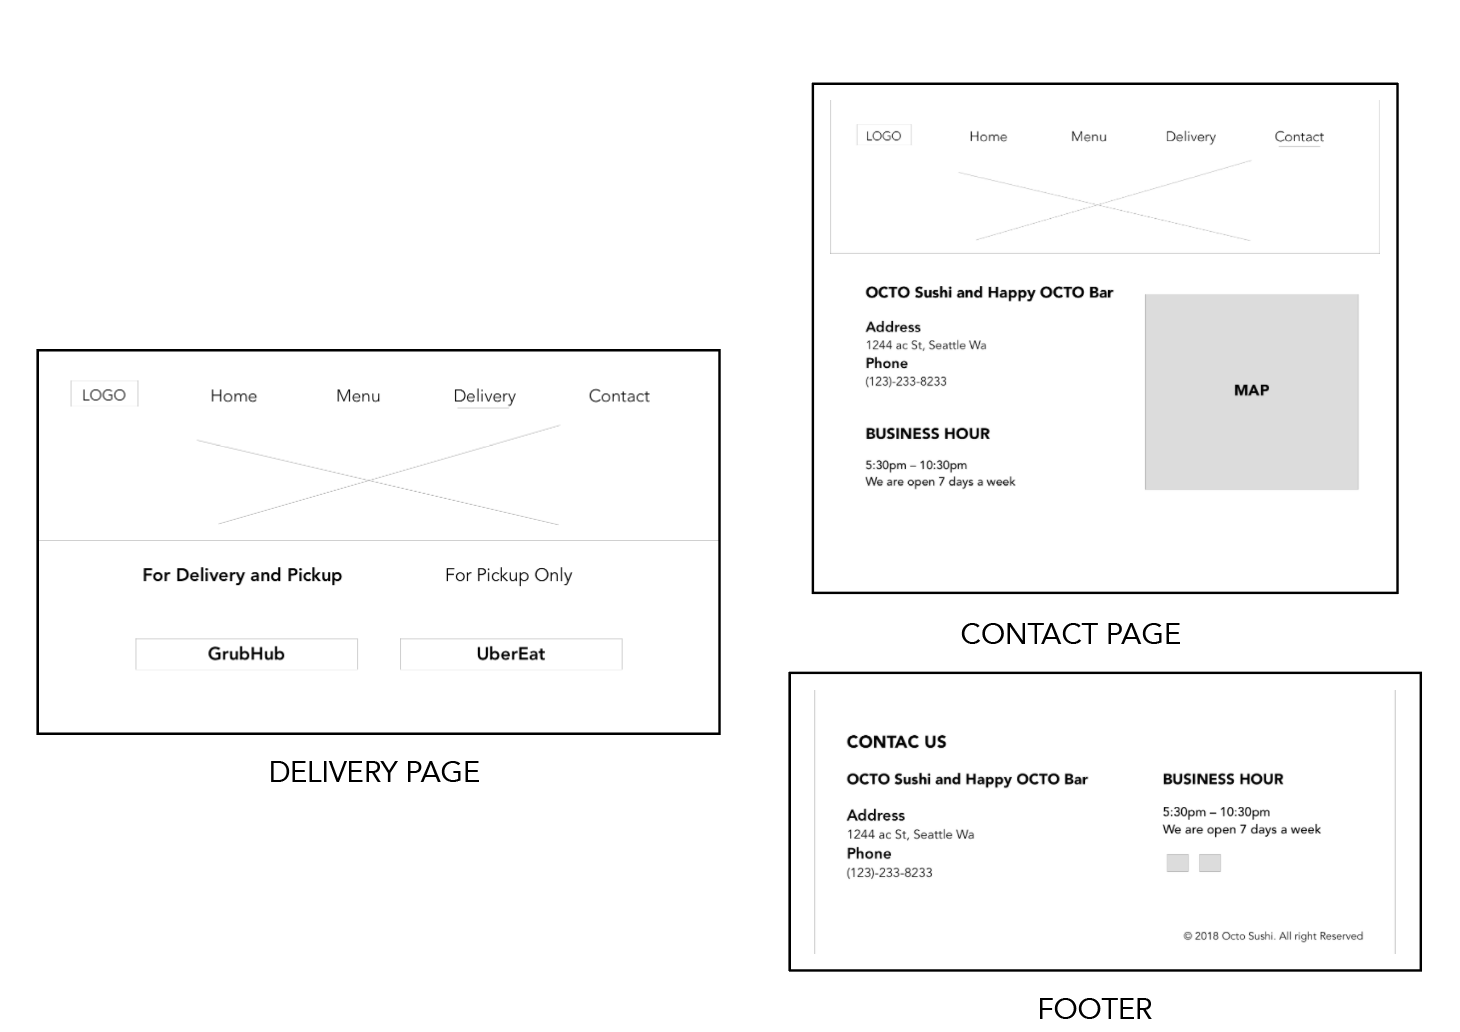 LOGO Home Menu Delivery Contact
For Delivery and Pickup For Pickup Only
GrubHub UberEat
DELIVERY PAGE
LOGO Home Menu Delivery Contact
OCTO Sushi and Happy OCTO Bar
Address
1244 ac St, Seattle Wa
Phone
(123)-233-8233
BUSINESS HOUR
5:30pm – 10:30pm
We are open 7 days a week
MAP
CONTACT PAGE
CONTAC US
OCTO Sushi and Happy OCTO Bar
Address
1244 ac St, Seattle Wa
Phone
(123)-233-8233
BUSINESS HOUR
5:30pm – 10:30pm
We are open 7 days a week
© 2018 Octo Sushi. All right Reserved
FOOTER